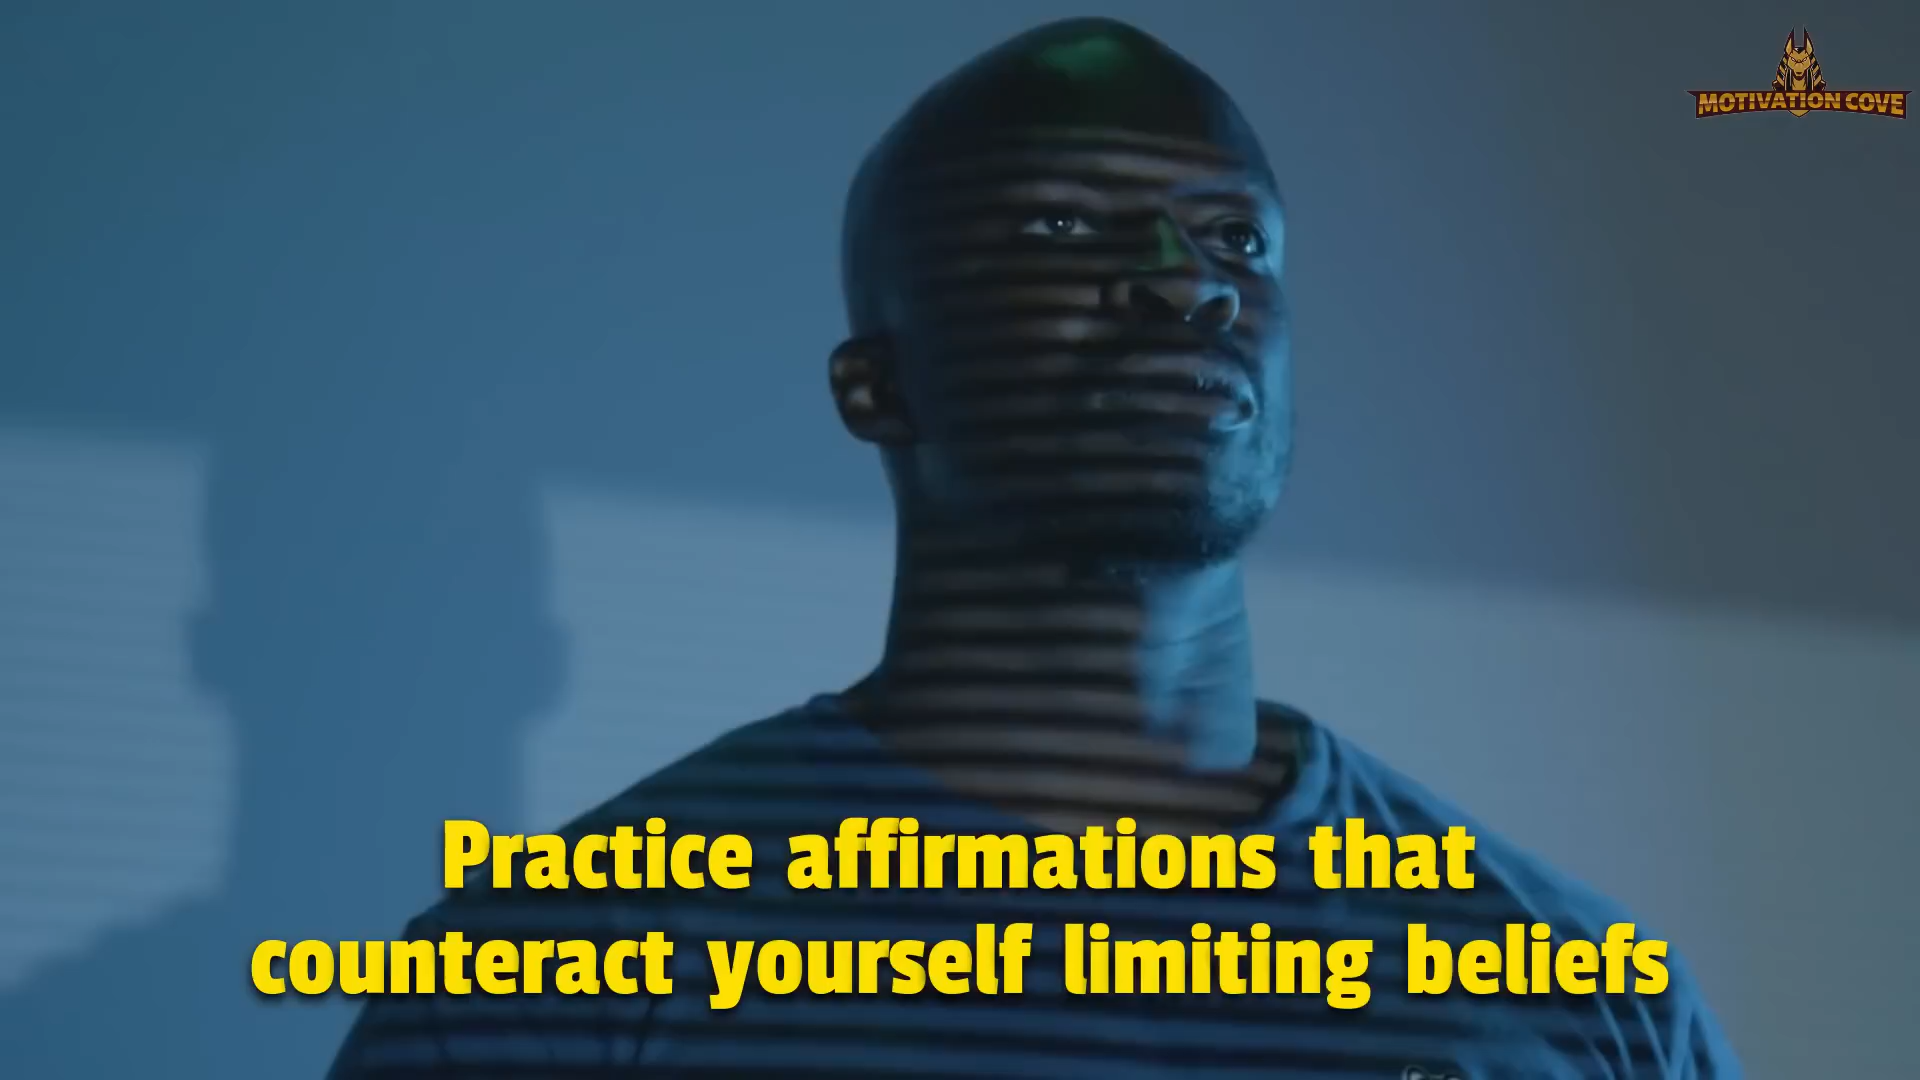 MOTIVATION COVE
Practice affirmations that
counteract yourself limiting beliefs